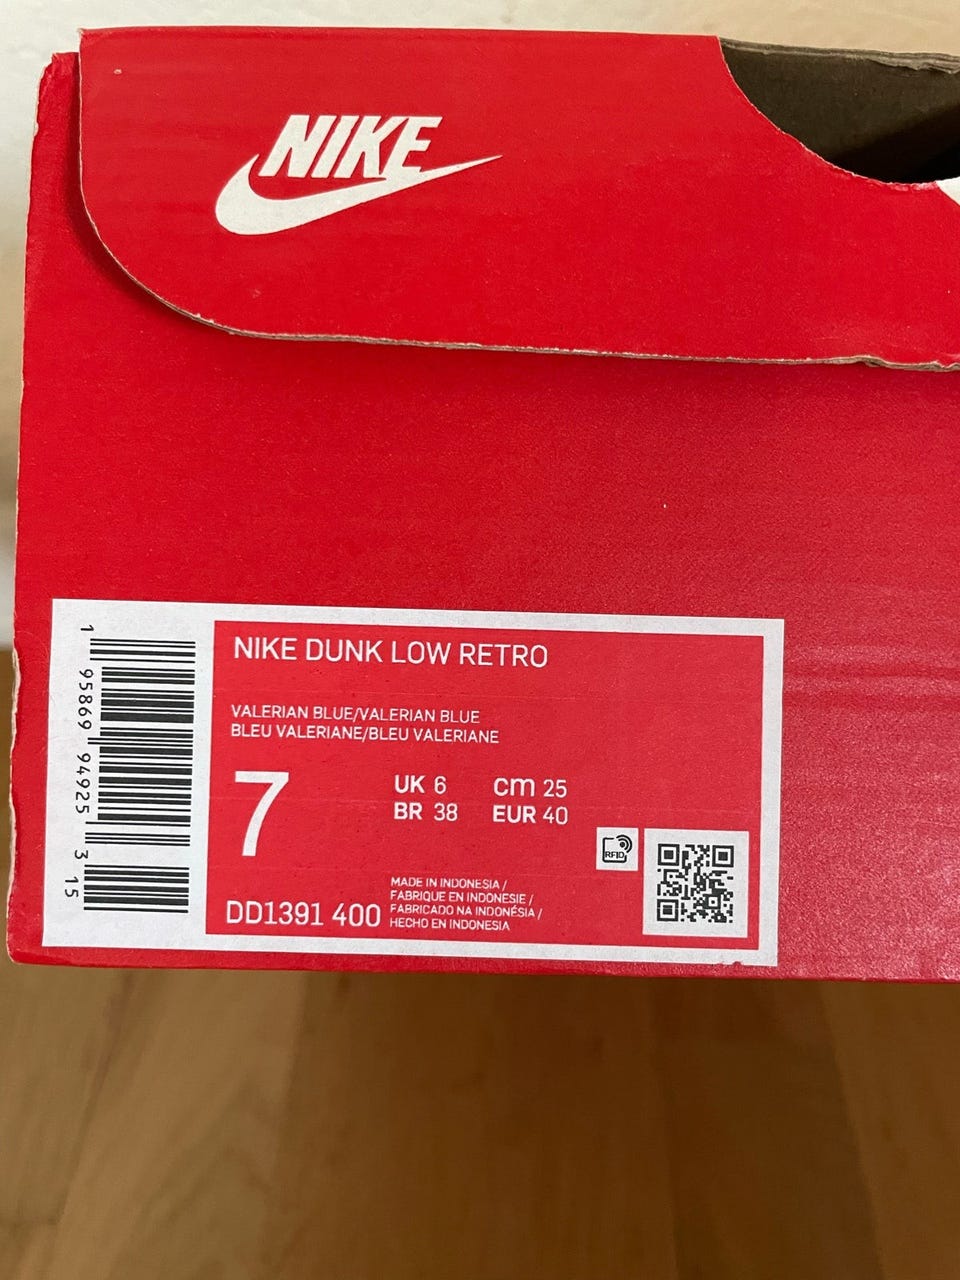 NIKE
NIKE DUNK LOW RETRO
VALERIAN BLUE/VALERIAN BLUE
BLEU VALERIANE/BLEU VALERIANE
7
UK 6 cm 25
BR 38 EUR 40
RFID
MADE IN INDONESIA /
FABRIQUE EN INDONESIE /
FABRICADO NA INDONÉSIA /
HECHO EN INDONESIA
DD1391 400
1 95869 94925 3 15